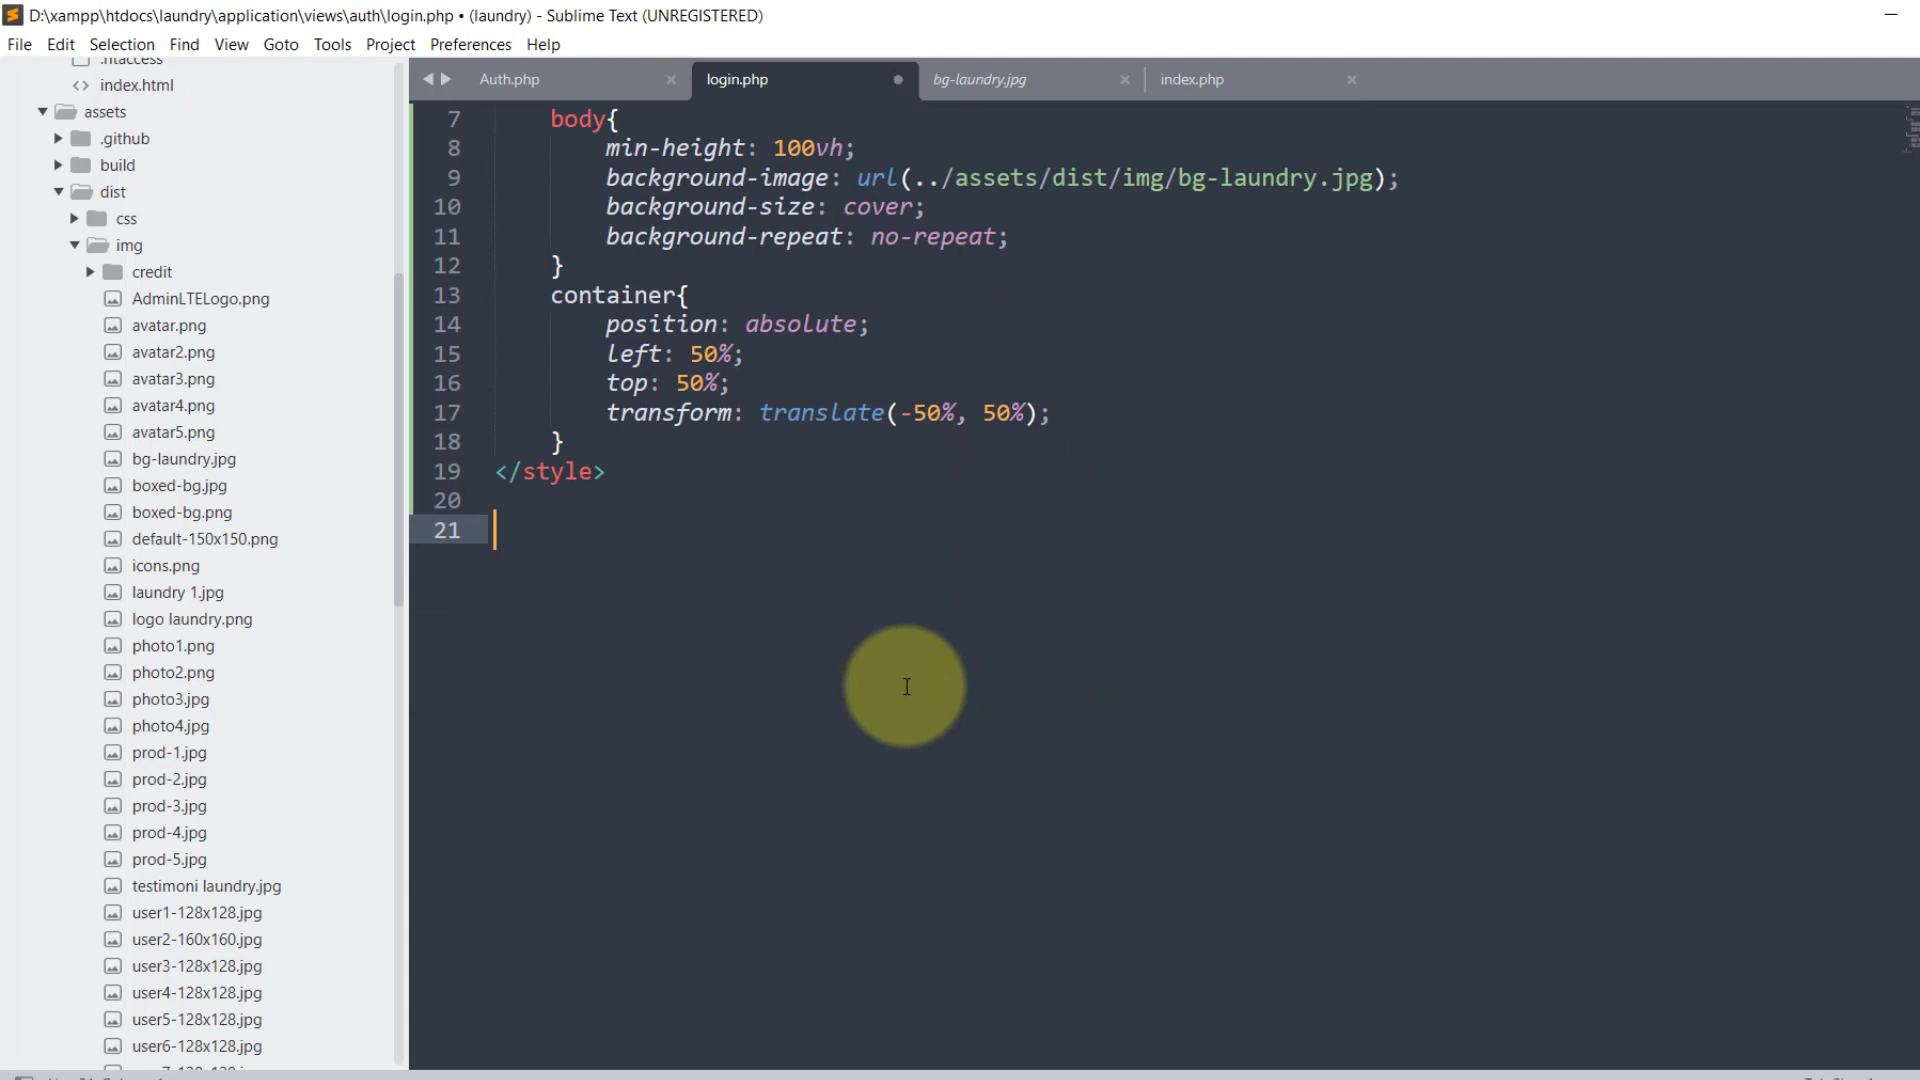 D:\xampp\htdocs\laundry\application\views\auth\login.php • (laundry) - Sublime Text (UNREGISTERED)
File Edit Selection Find View Goto Tools Project Preferences Help
.htaccess
index.html
assets
.github
build
dist
css
img
credit
AdminLTELogo.png
avatar.png
avatar2.png
avatar3.png
avatar4.png
avatar5.png
bg-laundry.jpg
boxed-bg.jpg
boxed-bg.png
default-150x150.png
icons.png
laundry 1.jpg
logo laundry.png
photo1.png
photo2.png
photo3.jpg
photo4.jpg
prod-1.jpg
prod-2.jpg
prod-3.jpg
prod-4.jpg
prod-5.jpg
testimoni laundry.jpg
user1-128x128.jpg
user2-160x160.jpg
user3-128x128.jpg
user4-128x128.jpg
user5-128x128.jpg
user6-128x128.jpg
Auth.php login.php bg-laundry.jpg index.php
7 body{
8 min-height: 100vh;
9 background-image: url(../assets/dist/img/bg-laundry.jpg);
10 background-size: cover;
11 background-repeat: no-repeat;
12 }
13 container{
14 position: absolute;
15 left: 50%;
16 top: 50%;
17 transform: translate(-50%, 50%);
18 }
19 </style>
20
21